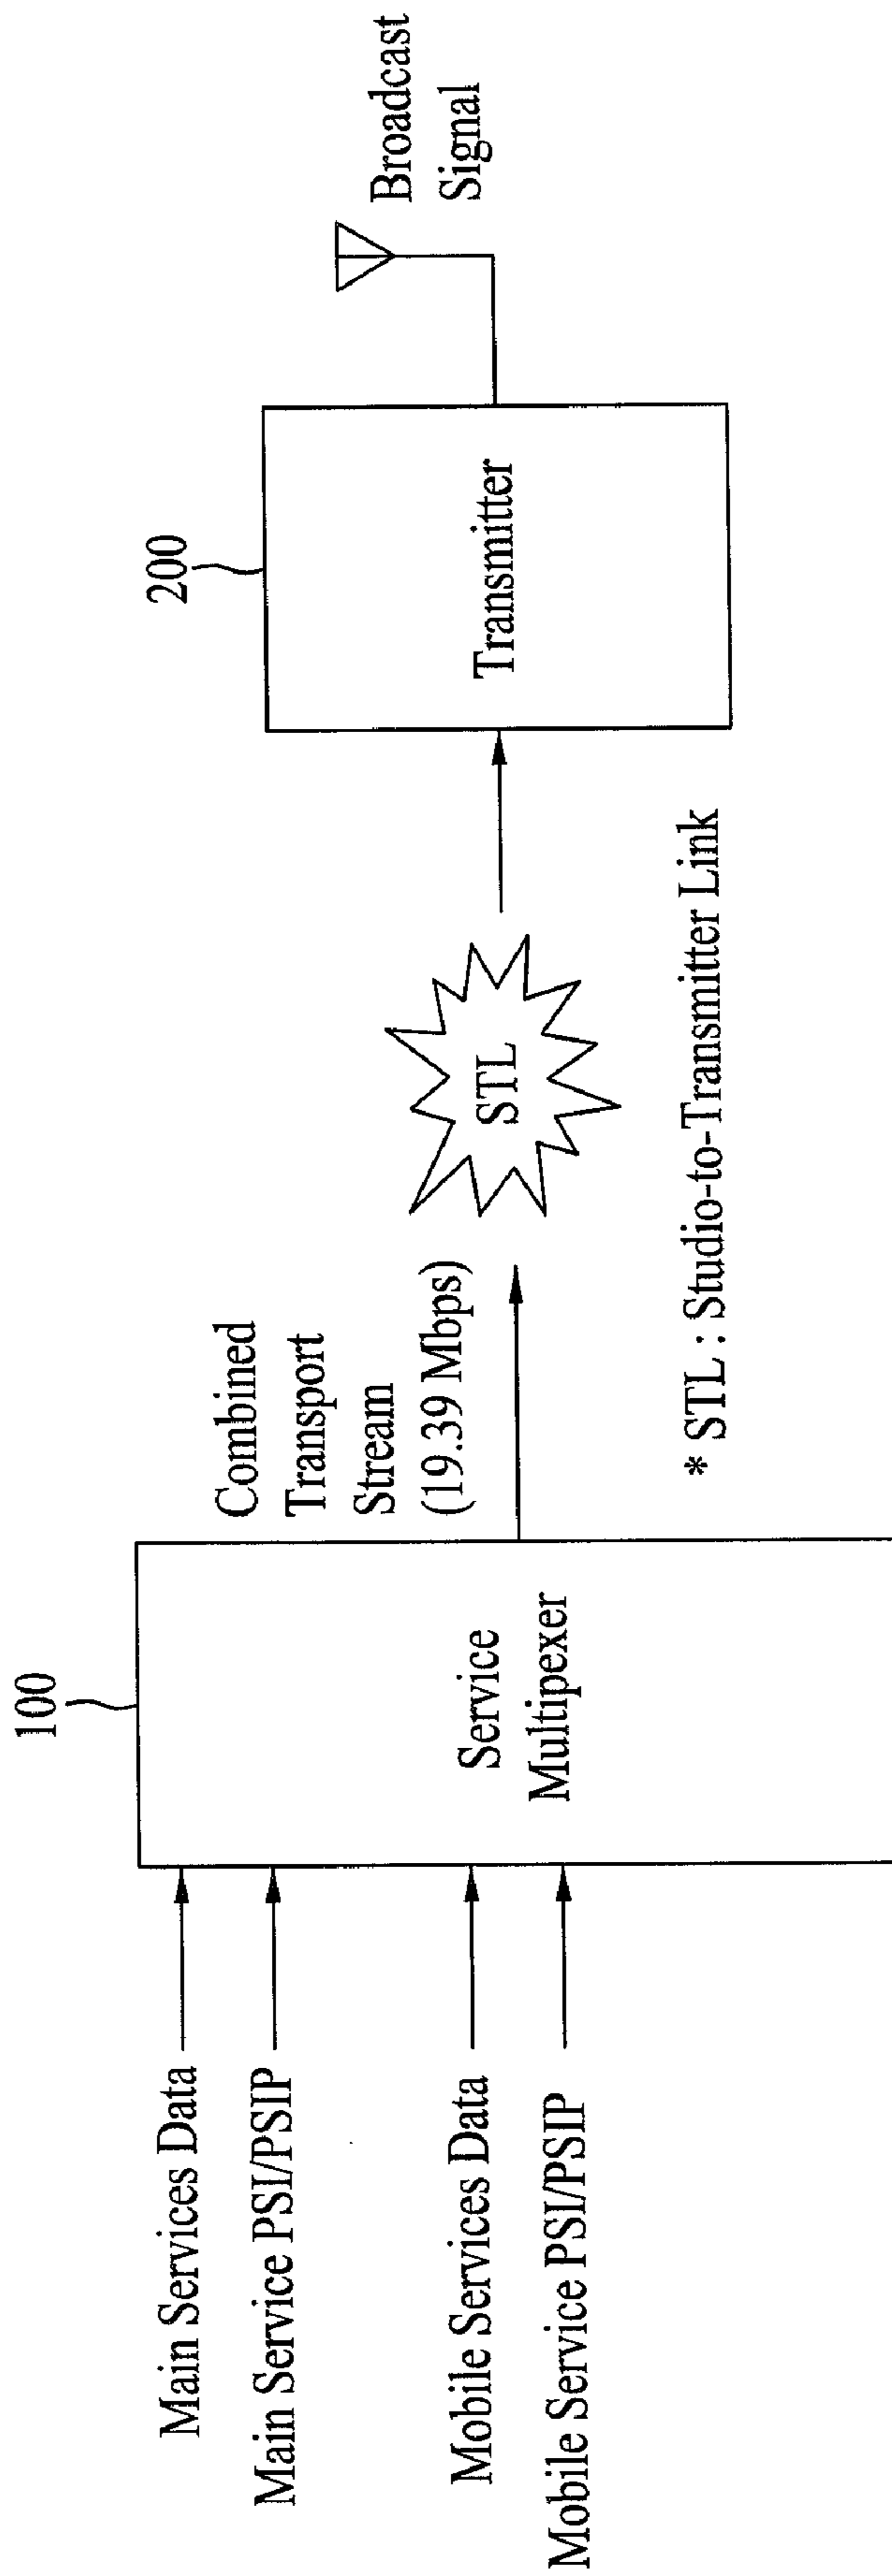 Main Services Data
Main Service PSI/PSIP
Mobile Services Data
Mobile Service PSI/PSIP
100
Service
Multipexer
Combined
Transport
Stream
(19.39 Mbps)
STL
* STL : Studio-to-Transmitter Link
200
Transmitter
Broadcast
Signal